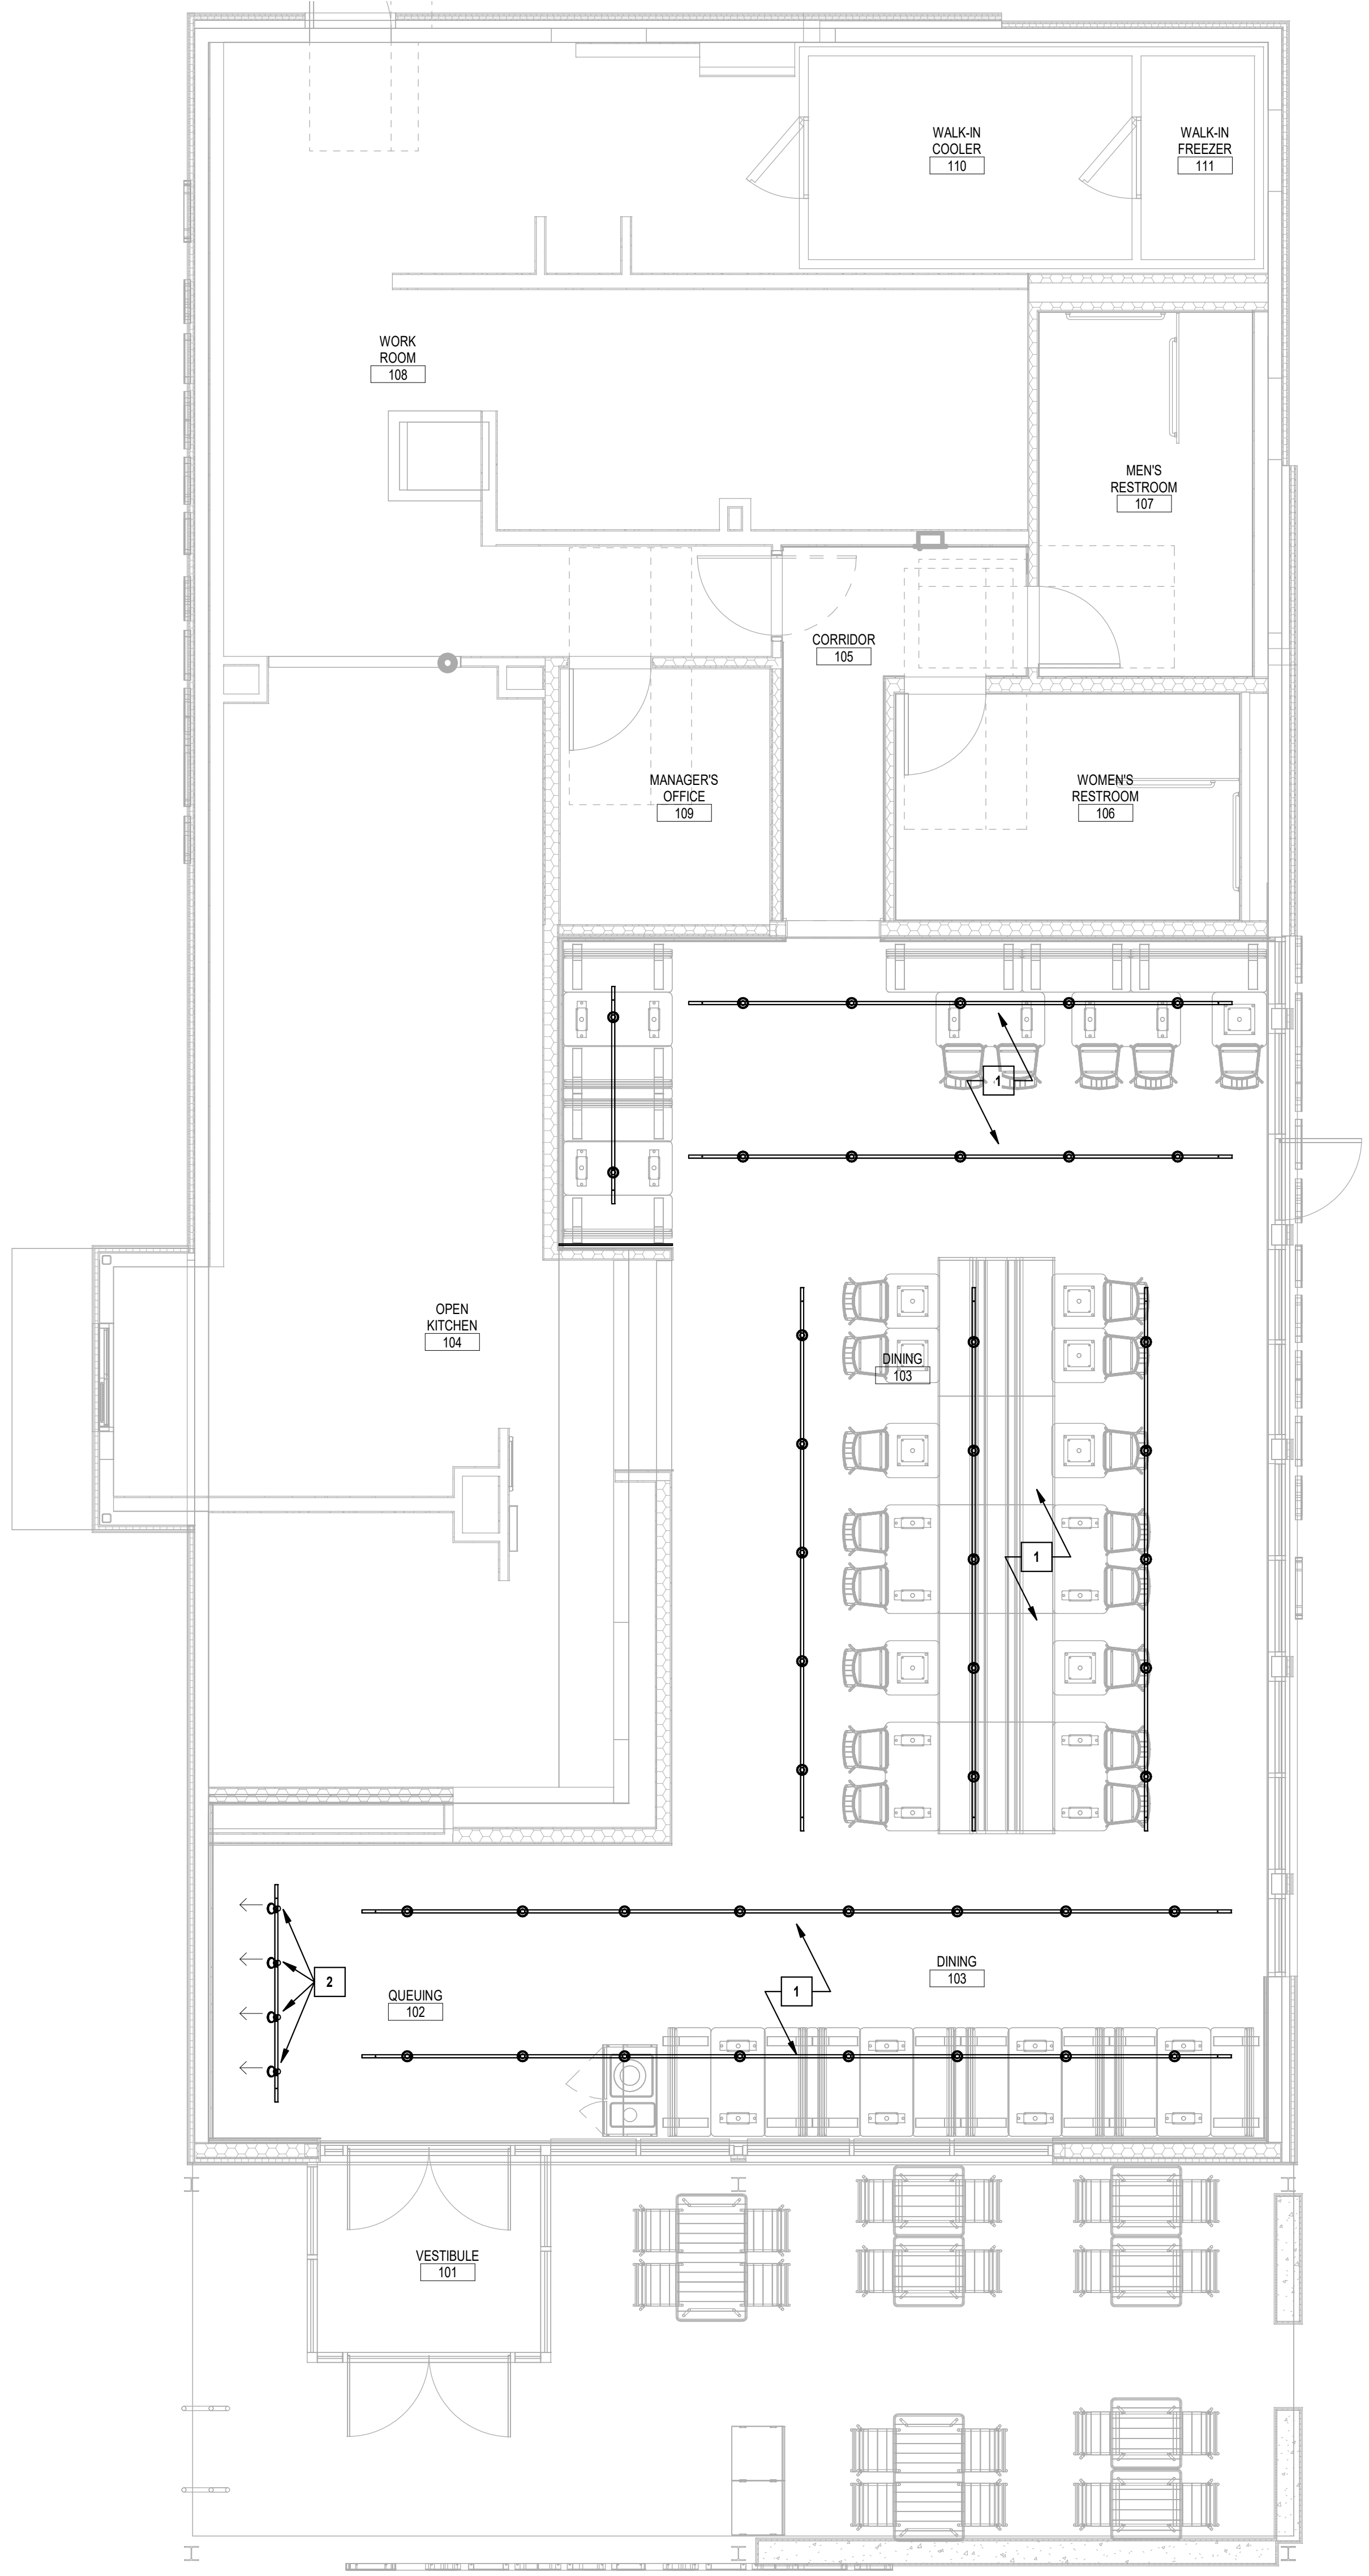 WALK-IN
COOLER
110
WALK-IN
FREEZER
111
WORK
ROOM
108
MEN'S
RESTROOM
107
CORRIDOR
105
MANAGER'S
OFFICE
109
WOMEN'S
RESTROOM
106
1
OPEN
KITCHEN
104
DINING
103
1
DINING
103
2
QUEUING
102
1
VESTIBULE
101